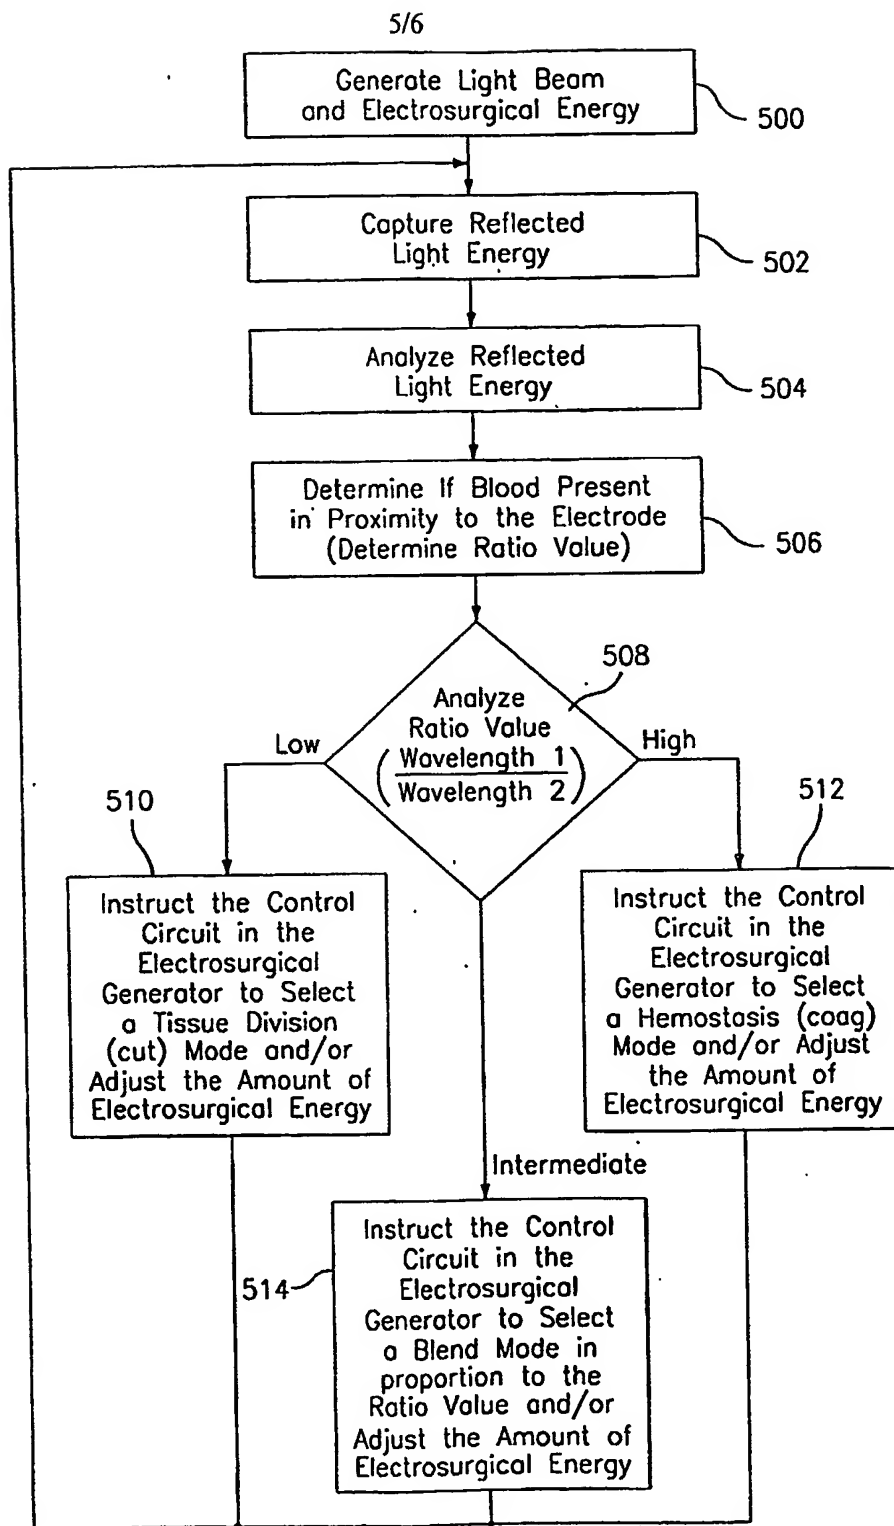 5/6
Generate Light Beam
and Electrosurgical Energy
500
Capture Reflected
Light Energy
502
Analyze Reflected
Light Energy
504
Determine If Blood Present
in Proximity to the Electrode
(Determine Ratio Value)
506
508
Analyze
Ratio Value
(Wavelength 1
Wavelength 2)
Low
High
510
512
Instruct the Control
Circuit in the
Electrosurgical
Generator to Select
a Tissue Division
(cut) Mode and/or
Adjust the Amount of
Electrosurgical Energy
Instruct the Control
Circuit in the
Electrosurgical
Generator to Select
a Hemostasis (coag)
Mode and/or Adjust
the Amount of
Electrosurgical Energy
Intermediate
514
Instruct the Control
Circuit in the
Electrosurgical
Generator to Select
a Blend Mode in
proportion to the
Ratio Value and/or
Adjust the Amount of
Electrosurgical Energy